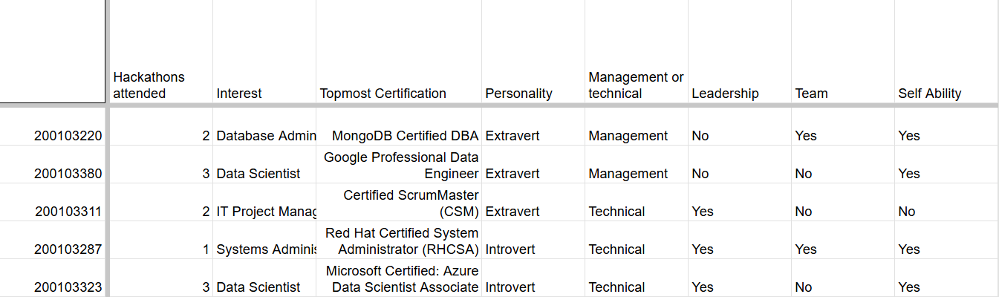 Hackathons attended Interest Topmost Certification Personality Management or technical Leadership Team Self Ability
200103220 2 Database Admin MongoDB Certified DBA Extravert Management No Yes Yes
200103380 3 Data Scientist Google Professional Data Engineer Extravert Management No No Yes
200103311 2 IT Project Manag Certified ScrumMaster (CSM) Extravert Technical Yes No No
200103287 1 Systems Adminis Red Hat Certified System Administrator (RHCSA) Introvert Technical Yes Yes Yes
200103323 3 Data Scientist Microsoft Certified: Azure Data Scientist Associate Introvert Technical Yes No Yes